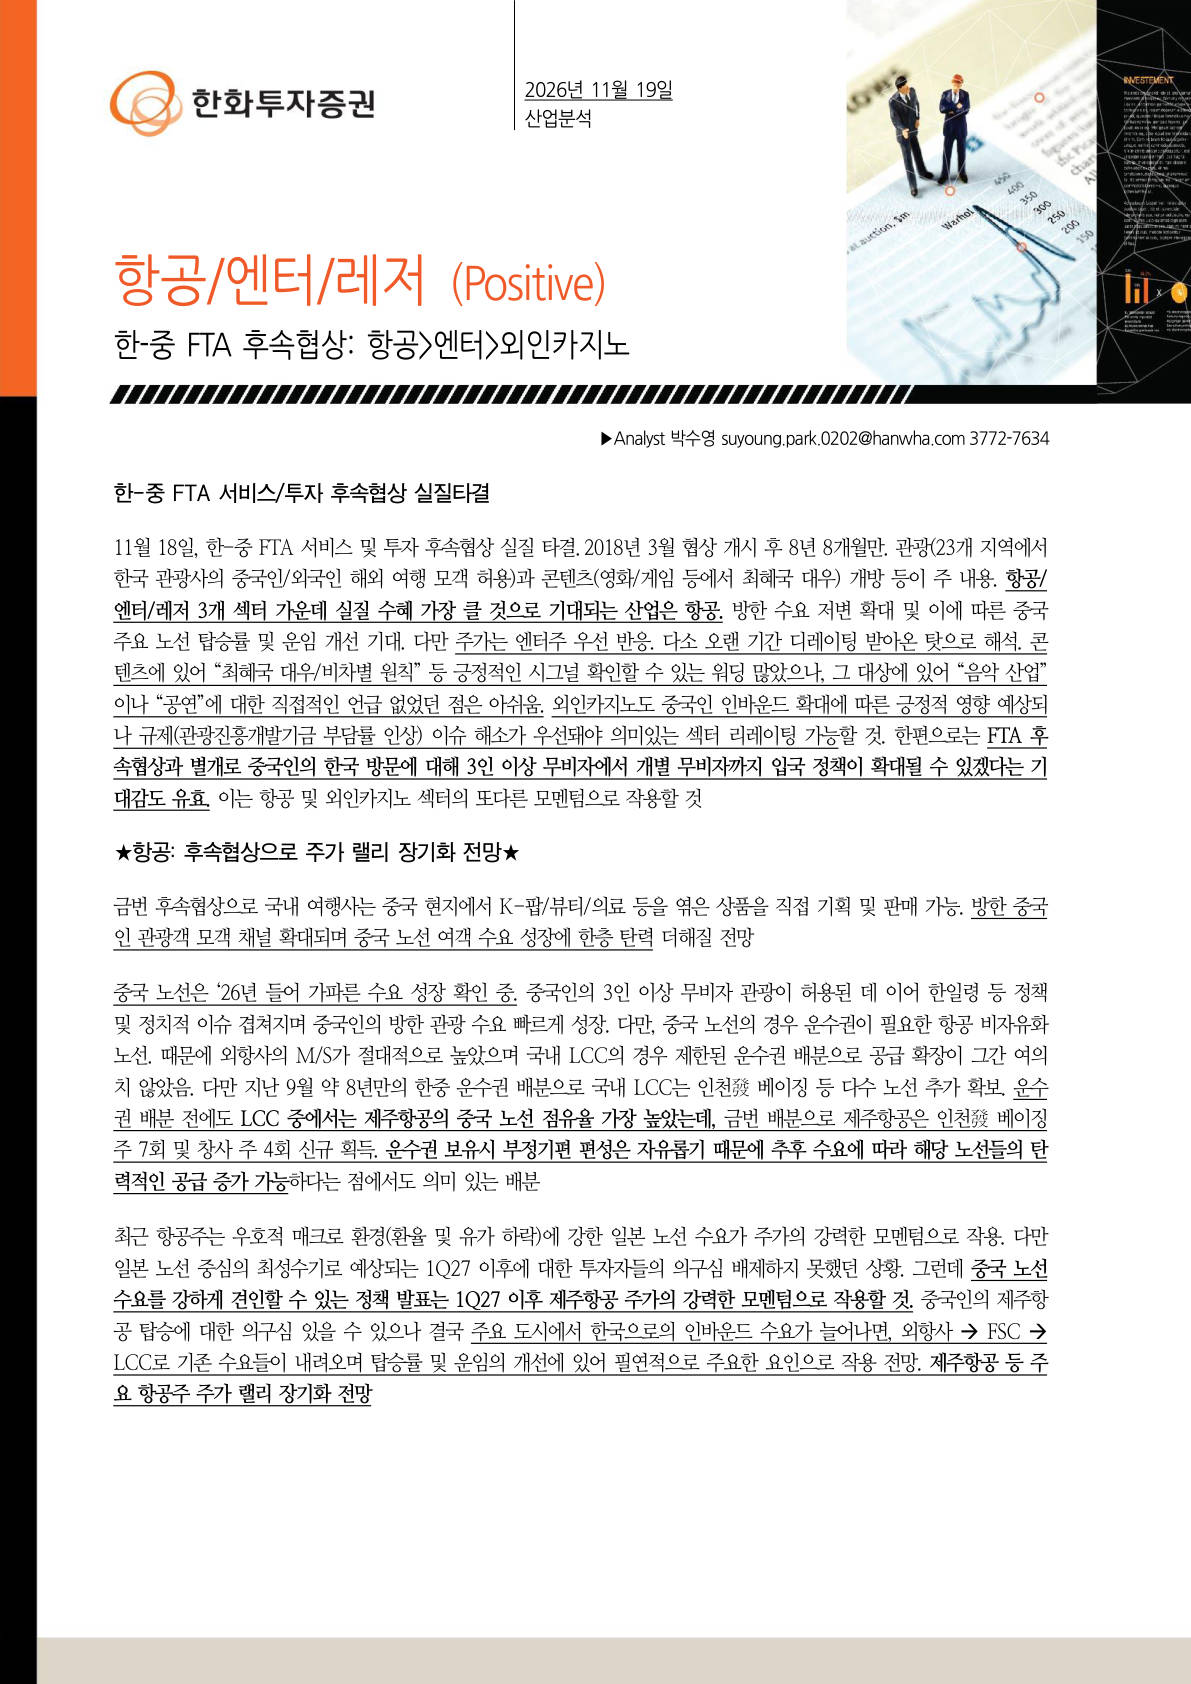 한화투자증권
2026년 11월 19일
산업분석
INVESTEMENT
auction, $m
Warhol
450
400
350
300
250
200
150
항공/엔터/레저 (Positive)
한-중 FTA 후속협상: 항공>엔터>외인카지노
▶Analyst 박수영 suyoung.park.0202@hanwha.com 3772-7634
한-중 FTA 서비스/투자 후속협상 실질타결
11월 18일, 한-중 FTA 서비스 및 투자 후속협상 실질 타결. 2018년 3월 협상 개시 후 8년 8개월만. 관광(23개 지역에서
한국 관광사의 중국인/외국인 해외 여행 모객 허용)과 콘텐츠(영화/게임 등에서 최혜국 대우) 개방 등이 주 내용. 항공/
엔터/레저 3개 섹터 가운데 실질 수혜 가장 클 것으로 기대되는 산업은 항공. 방한 수요 저변 확대 및 이에 따른 중국
주요 노선 탑승률 및 운임 개선 기대. 다만 주가는 엔터주 우선 반응. 다소 오랜 기간 디레이팅 받아온 탓으로 해석. 콘
텐츠에 있어 “최혜국 대우/비차별 원칙” 등 긍정적인 시그널 확인할 수 있는 워딩 많았으나, 그 대상에 있어 “음악 산업”
이나 “공연”에 대한 직접적인 언급 없었던 점은 아쉬움. 외인카지노도 중국인 인바운드 확대에 따른 긍정적 영향 예상되
나 규제(관광진흥개발기금 부담률 인상) 이슈 해소가 우선돼야 의미있는 섹터 리레이팅 가능할 것. 한편으로는 FTA 후
속협상과 별개로 중국인의 한국 방문에 대해 3인 이상 무비자에서 개별 무비자까지 입국 정책이 확대될 수 있겠다는 기
대감도 유효. 이는 항공 및 외인카지노 섹터의 또다른 모멘텀으로 작용할 것
★항공: 후속협상으로 주가 랠리 장기화 전망★
금번 후속협상으로 국내 여행사는 중국 현지에서 K-팝/뷰티/의료 등을 엮은 상품을 직접 기획 및 판매 가능. 방한 중국
인 관광객 모객 채널 확대되며 중국 노선 여객 수요 성장에 한층 탄력 더해질 전망
중국 노선은 ‘26년 들어 가파른 수요 성장 확인 중. 중국인의 3인 이상 무비자 관광이 허용된 데 이어 한일령 등 정책
및 정치적 이슈 겹쳐지며 중국인의 방한 관광 수요 빠르게 성장. 다만, 중국 노선의 경우 운수권이 필요한 항공 비자유화
노선. 때문에 외항사의 M/S가 절대적으로 높았으며 국내 LCC의 경우 제한된 운수권 배분으로 공급 확장이 그간 여의
치 않았음. 다만 지난 9월 약 8년만의 한중 운수권 배분으로 국내 LCC는 인천發 베이징 등 다수 노선 추가 확보. 운수
권 배분 전에도 LCC 중에서는 제주항공의 중국 노선 점유율 가장 높았는데, 금번 배분으로 제주항공은 인천發 베이징
주 7회 및 창사 주 4회 신규 획득. 운수권 보유시 부정기편 편성은 자유롭기 때문에 추후 수요에 따라 해당 노선들의 탄
력적인 공급 증가 가능하다는 점에서도 의미 있는 배분
최근 항공주는 우호적 매크로 환경(환율 및 유가 하락)에 강한 일본 노선 수요가 주가의 강력한 모멘텀으로 작용. 다만
일본 노선 중심의 최성수기로 예상되는 1Q27 이후에 대한 투자자들의 의구심 배제하지 못했던 상황. 그런데 중국 노선
수요를 강하게 견인할 수 있는 정책 발표는 1Q27 이후 제주항공 주가의 강력한 모멘텀으로 작용할 것. 중국인의 제주항
공 탑승에 대한 의구심 있을 수 있으나 결국 주요 도시에서 한국으로의 인바운드 수요가 늘어나면, 외항사 → FSC →
LCC로 기존 수요들이 내려오며 탑승률 및 운임의 개선에 있어 필연적으로 주요한 요인으로 작용 전망. 제주항공 등 주
요 항공주 주가 랠리 장기화 전망